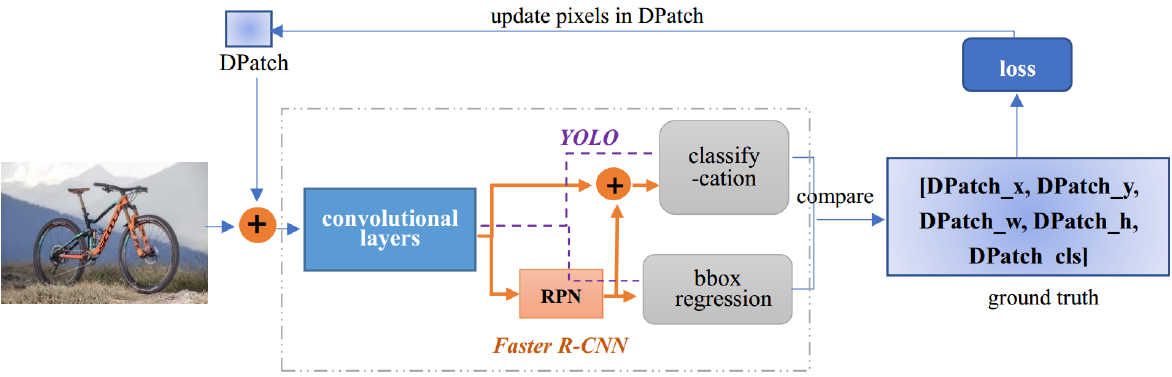 update pixels in DPatch
DPatch
loss
YOLO
classify
-cation
convolutional
layers
compare
[DPatch_x, DPatch_y,
DPatch_w, DPatch_h,
DPatch_cls]
RPN
bbox
regression
ground truth
Faster R-CNN